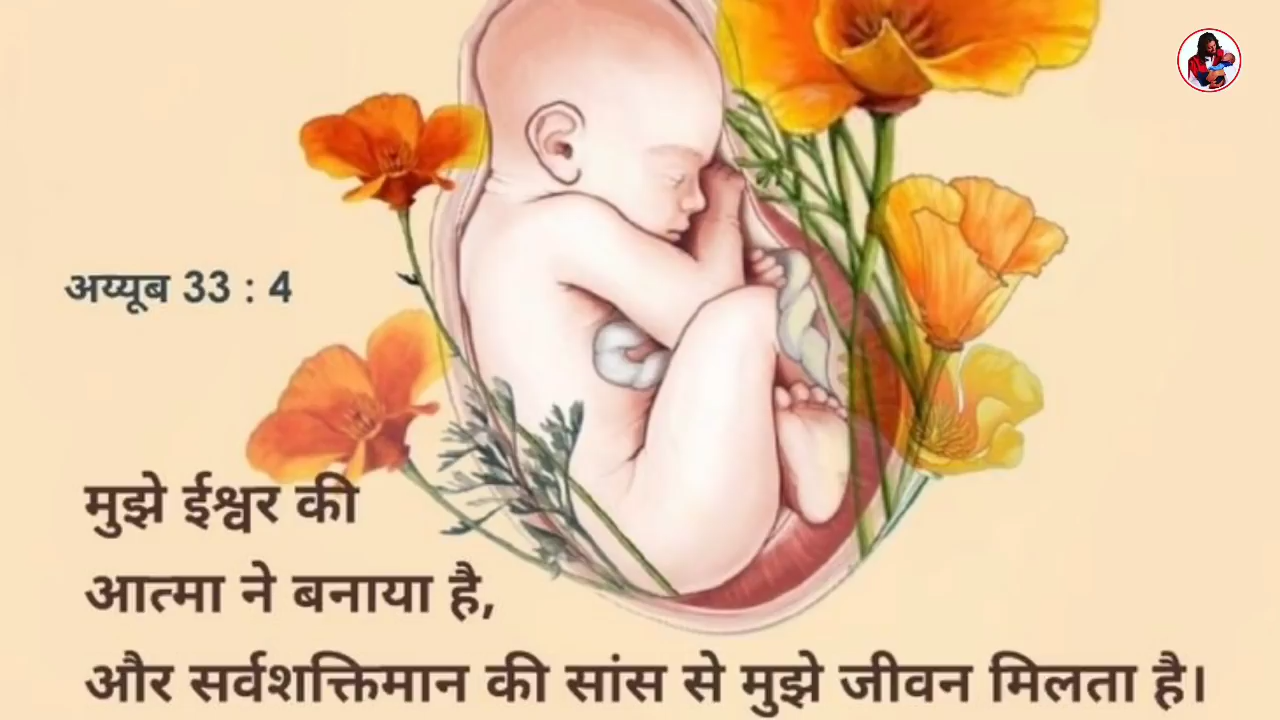 अय्यूब 33 : 4
मुझे ईश्वर की
आत्मा ने बनाया है,
और सर्वशक्तिमान की सांस से मुझे जीवन मिलता है।